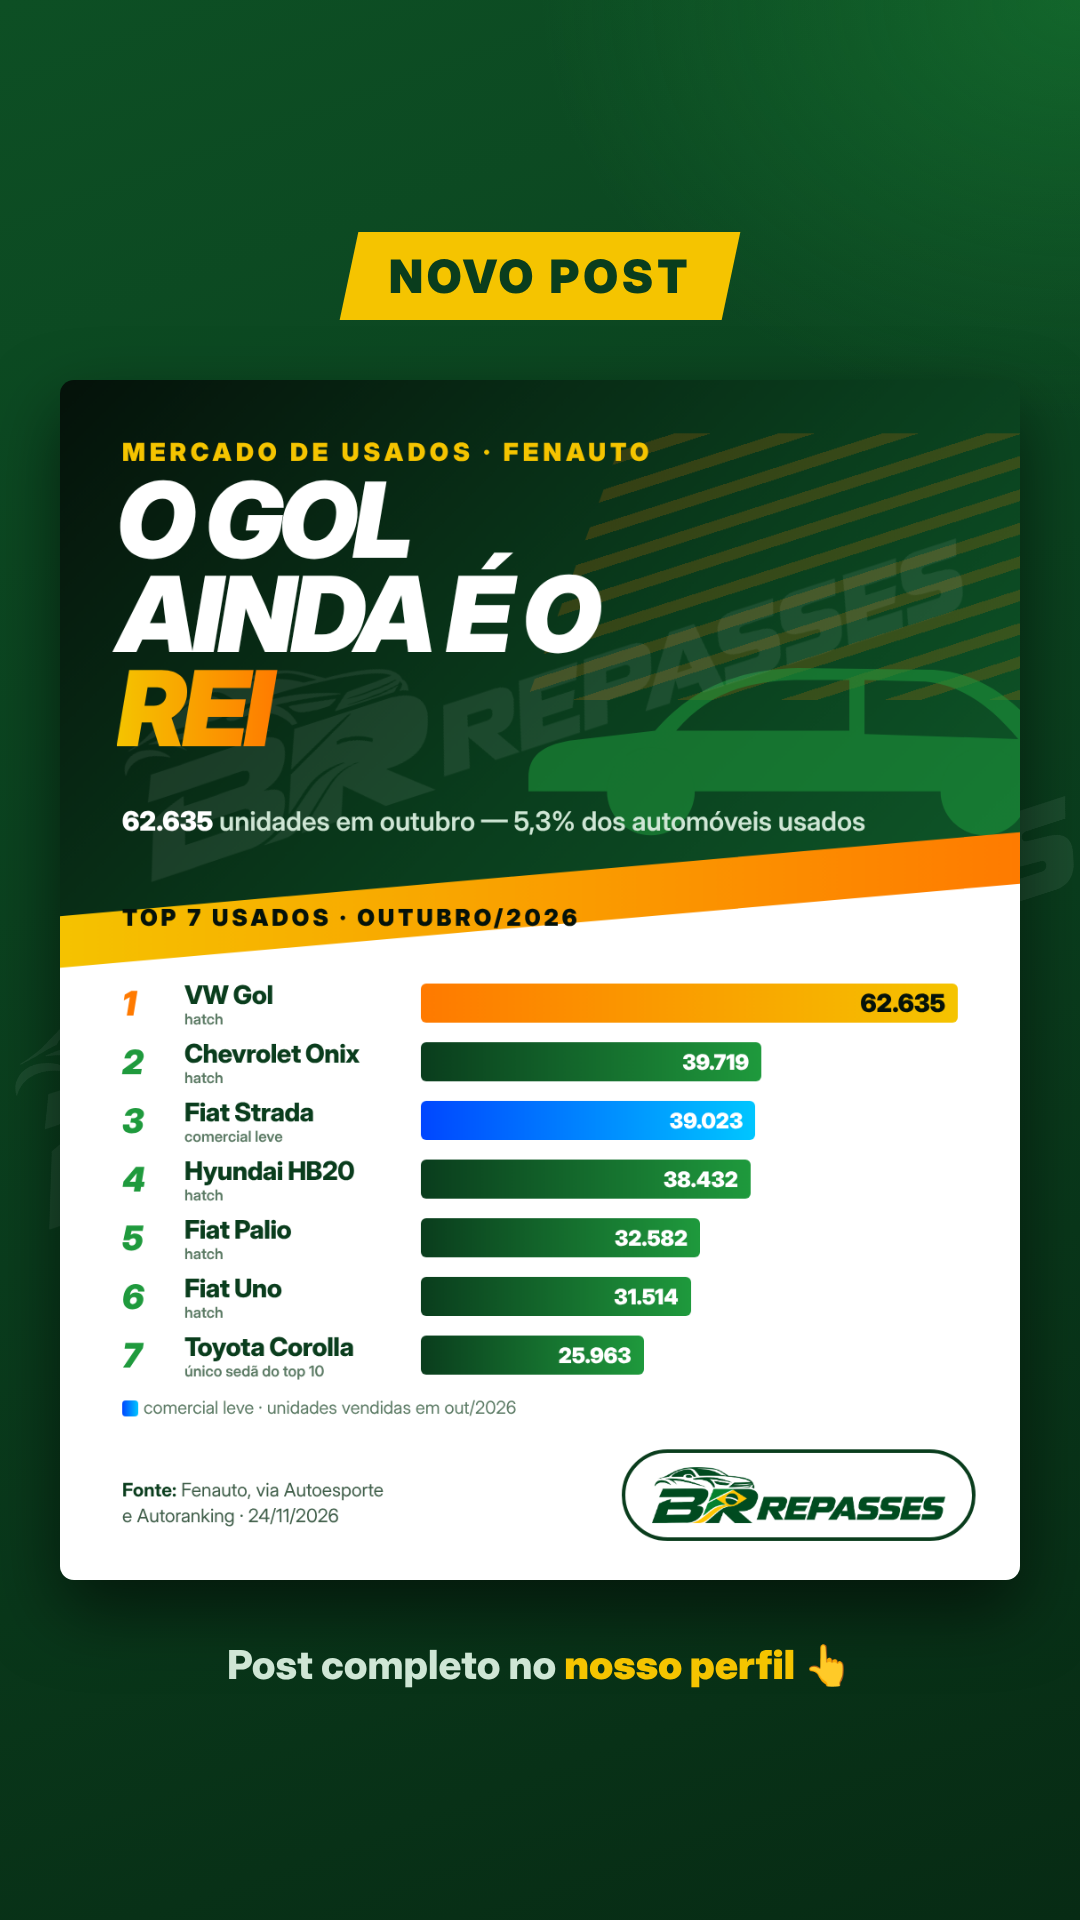 NOVO POST
MERCADO DE USADOS · FENAUTO
O GOL
AINDA É O
REI
BR REPASSES
62.635 unidades em outubro — 5,3% dos automóveis usados
TOP 7 USADOS · OUTUBRO/2026
1 VW Gol 62.635
hatch
2 Chevrolet Onix 39.719
hatch
3 Fiat Strada 39.023
comercial leve
4 Hyundai HB20 38.432
hatch
5 Fiat Palio 32.582
hatch
6 Fiat Uno 31.514
hatch
7 Toyota Corolla 25.963
único sedã do top 10
comercial leve · unidades vendidas em out/2026
Fonte: Fenauto, via Autoesporte
e Autoranking · 24/11/2026
BR REPASSES
Post completo no nosso perfil 👆